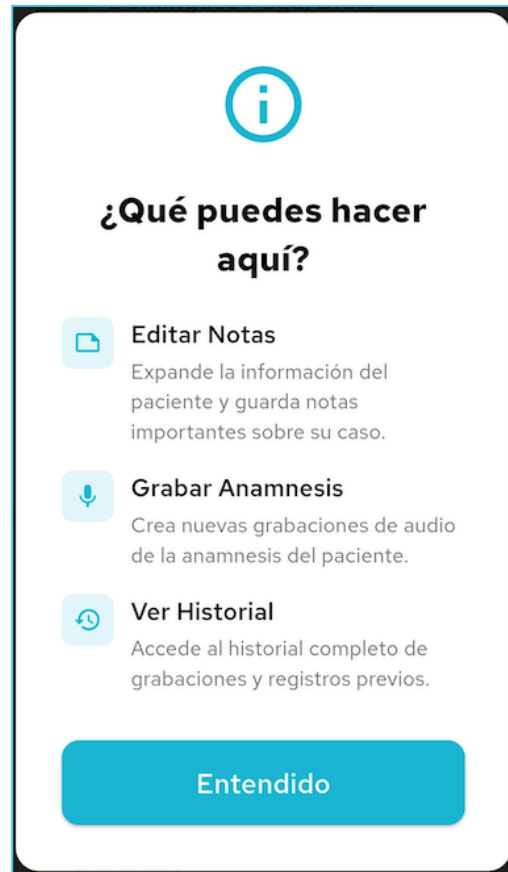 ¿Qué puedes hacer
aquí?
Editar Notas
Expande la información del
paciente y guarda notas
importantes sobre su caso.
Grabar Anamnesis
Crea nuevas grabaciones de audio
de la anamnesis del paciente.
Ver Historial
Accede al historial completo de
grabaciones y registros previos.
Entendido